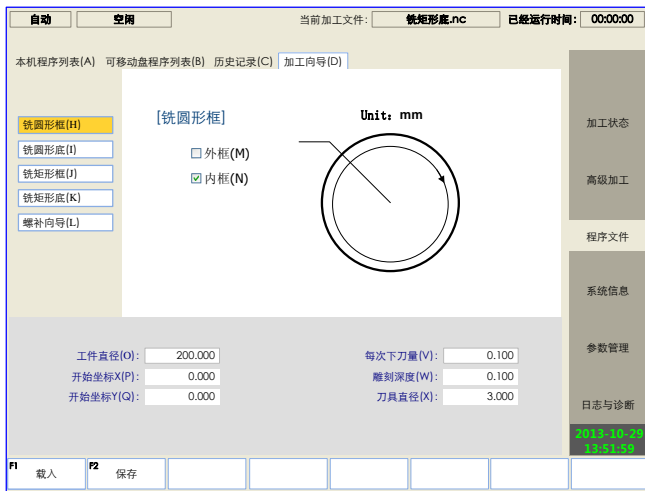 自动 空闲 当前加工文件: 铣矩形底.nc 已经运行时间: 00:00:00
本机程序列表(A) 可移动盘程序列表(B) 历史记录(C) 加工向导(D)
铣圆形框(H)
铣圆形底(I)
铣矩形框(J)
铣矩形底(K)
螺补向导(L)
[铣圆形框] Unit: mm
外框(M)
内框(N)
工件直径(O): 200.000 每次下刀量(V): 0.100
开始坐标X(P): 0.000 雕刻深度(W): 0.100
开始坐标Y(Q): 0.000 刀具直径(X): 3.000
加工状态
高级加工
程序文件
系统信息
参数管理
日志与诊断
2013-10-29
13:51:59
F1 载入 F2 保存